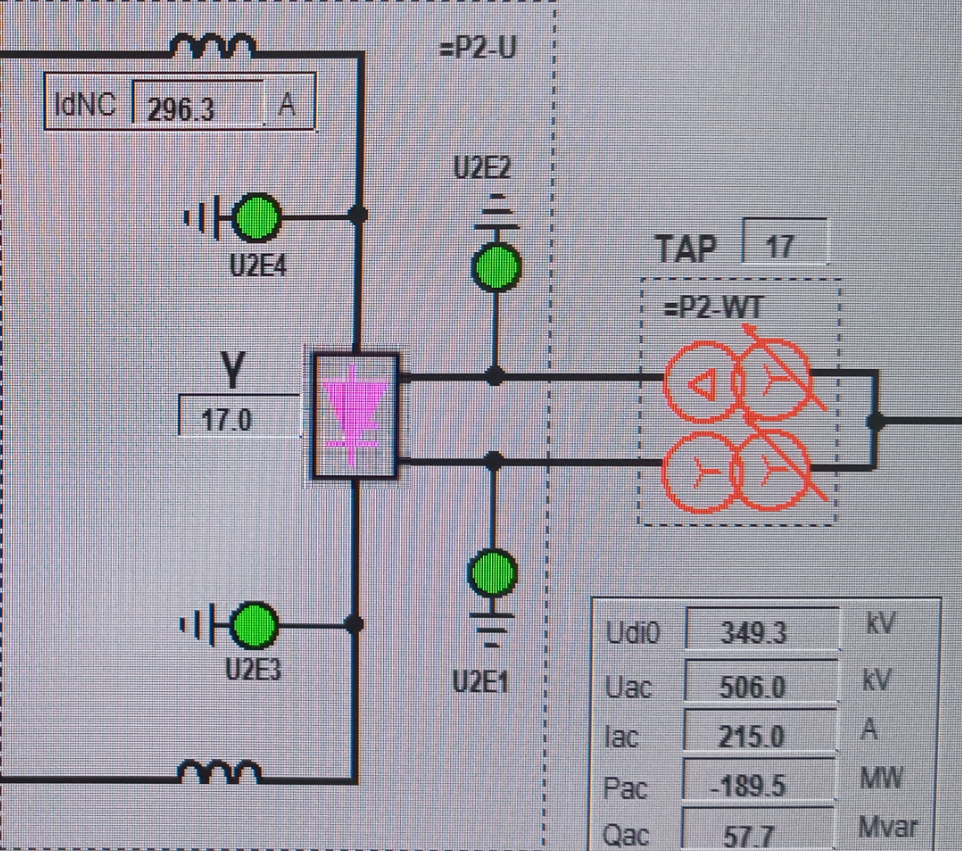 =P2-U
IdNC 296.3 A
U2E2
U2E4
TAP 17
=P2-WT
γ
17.0
U2E3
U2E1
Udi0 349.3 kV
Uac 506.0 kV
Iac 215.0 A
Pac -189.5 MW
Qac 57.7 Mvar